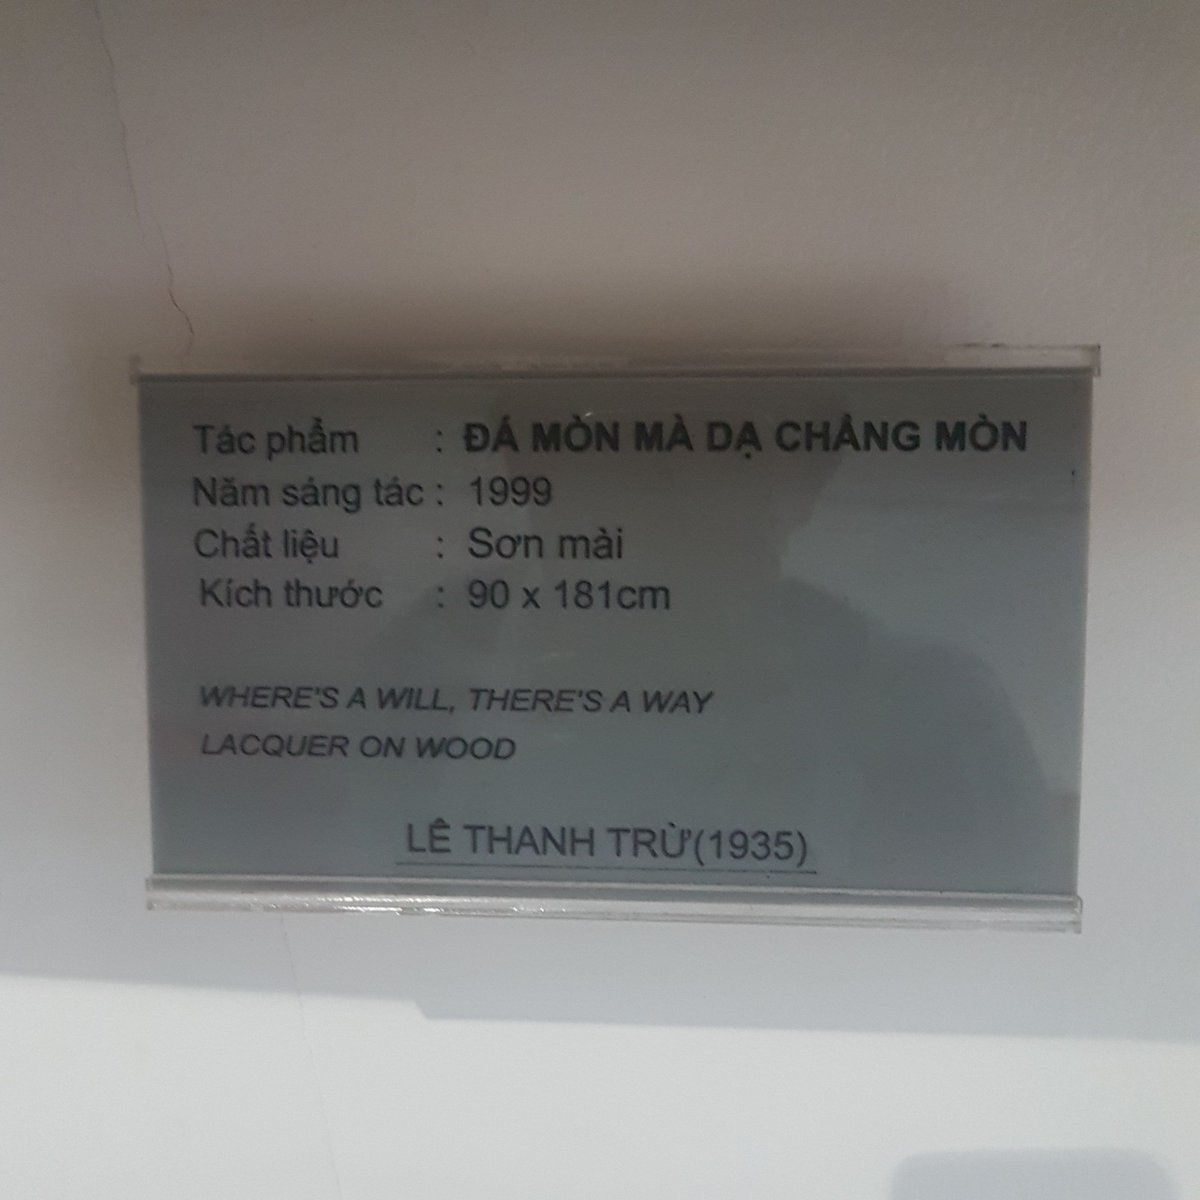 Tác phẩm : ĐÁ MÒN MÀ DẠ CHẲNG MÒN
Năm sáng tác : 1999
Chất liệu : Sơn mài
Kích thước : 90 x 181cm
WHERE'S A WILL, THERE'S A WAY
LACQUER ON WOOD
LÊ THANH TRỪ(1935)